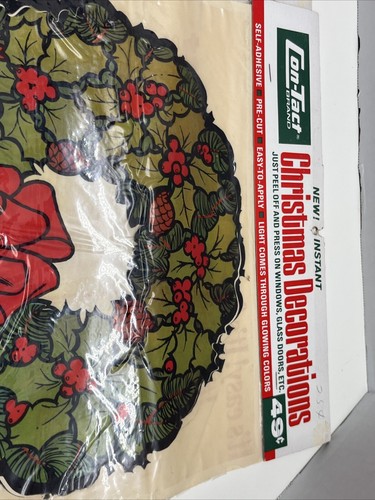 Con-Tact®
BRAND
NEW! INSTANT
Christmas Decorations
JUST PEEL OFF AND PRESS ON WINDOWS, GLASS DOORS, ETC.
49¢
SELF-ADHESIVE ■ PRE-CUT ■ EASY-TO-APPLY ■ LIGHT COMES THROUGH GLOWING COLORS